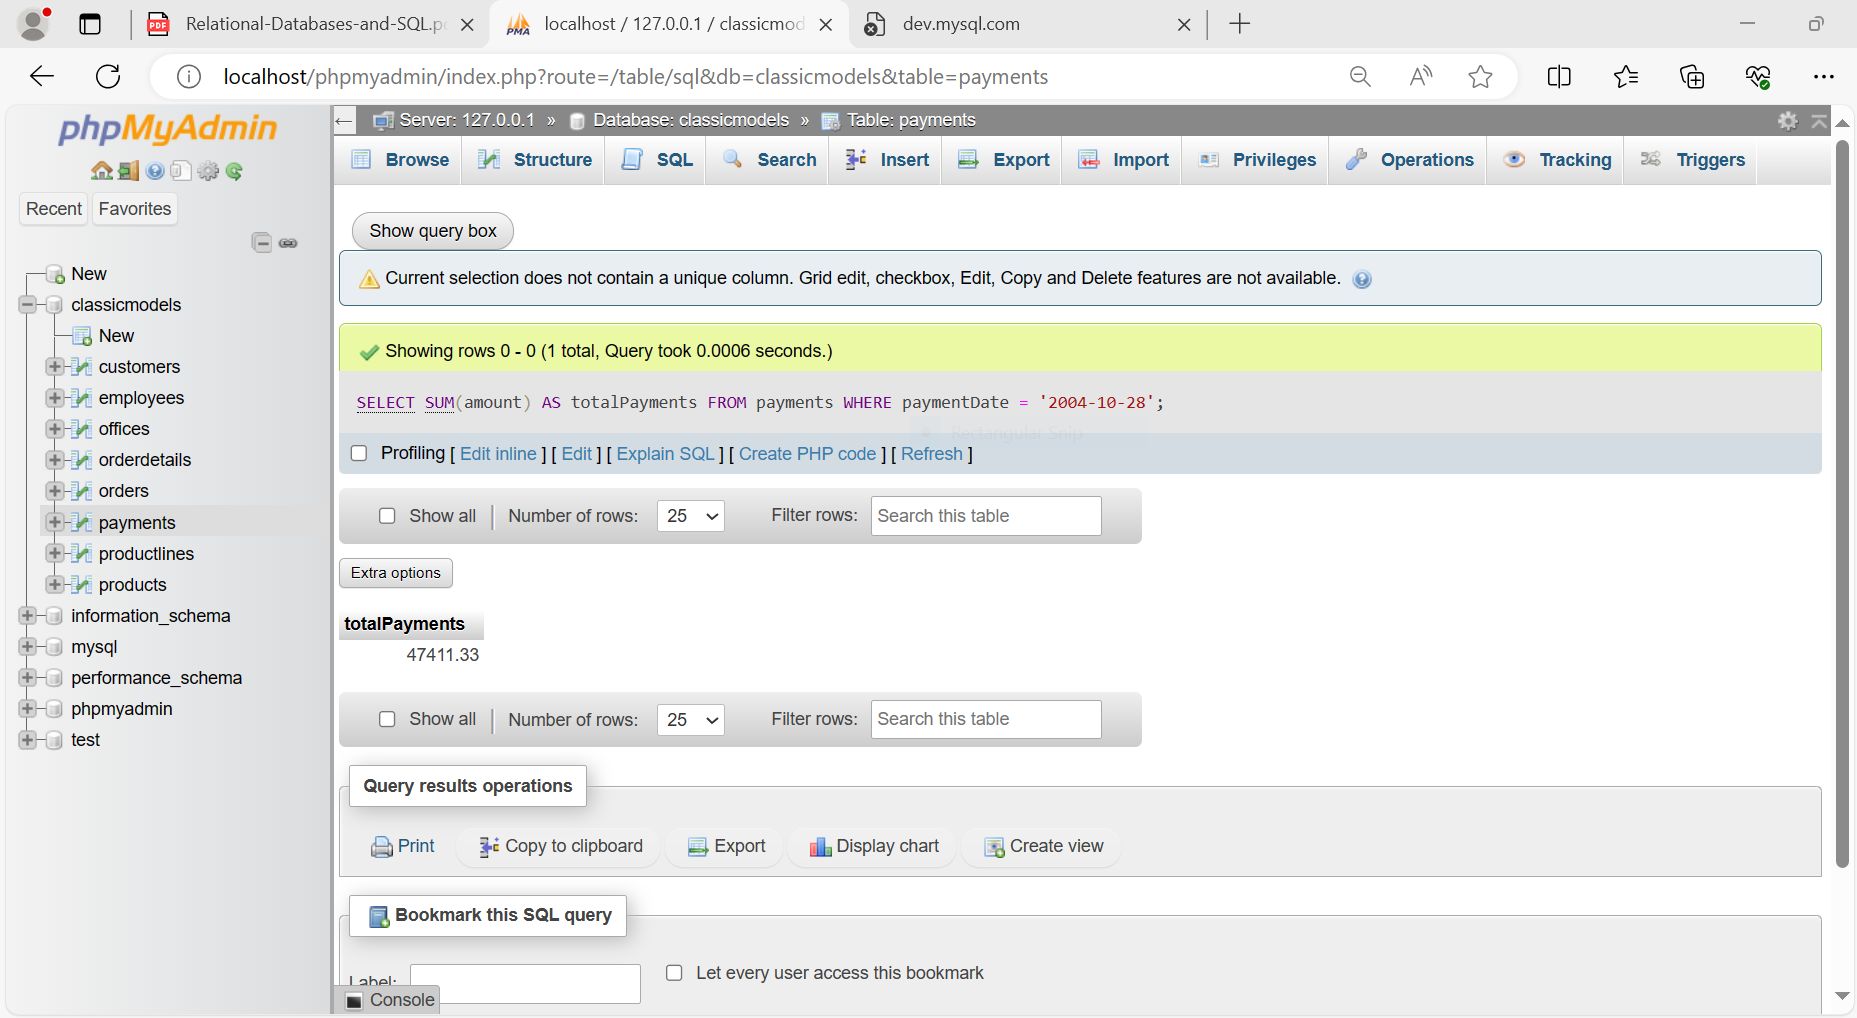 Relational-Databases-and-SQL.p
localhost / 127.0.0.1 / classicmod
dev.mysql.com
localhost/phpmyadmin/index.php?route=/table/sql&db=classicmodels&table=payments
phpMyAdmin
Recent
Favorites
New
classicmodels
New
customers
employees
offices
orderdetails
orders
payments
productlines
products
information_schema
mysql
performance_schema
phpmyadmin
test
Server: 127.0.0.1 » Database: classicmodels » Table: payments
Browse Structure SQL Search Insert Export Import Privileges Operations Tracking Triggers
Show query box
Current selection does not contain a unique column. Grid edit, checkbox, Edit, Copy and Delete features are not available.
Showing rows 0 - 0 (1 total, Query took 0.0006 seconds.)
SELECT SUM(amount) AS totalPayments FROM payments WHERE paymentDate = '2004-10-28';
Rectangular Snip
Profiling [ Edit inline ] [ Edit ] [ Explain SQL ] [ Create PHP code ] [ Refresh ]
Show all | Number of rows: 25 Filter rows: Search this table
Extra options
totalPayments
47411.33
Show all | Number of rows: 25 Filter rows: Search this table
Query results operations
Print Copy to clipboard Export Display chart Create view
Bookmark this SQL query
Label: Let every user access this bookmark
Console